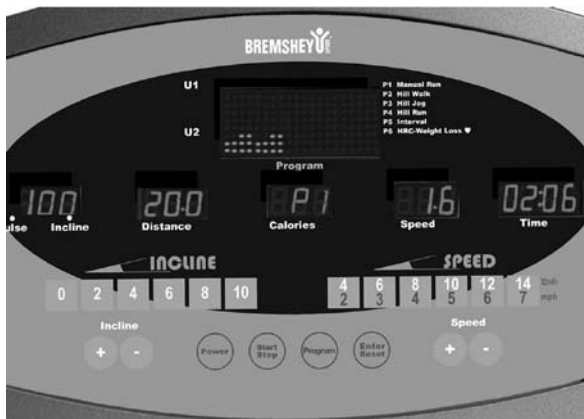 BREMSHEY
U1
P1 Manual Run
P2 Hill Walk
P3 Hill Jog
P4 Hill Run
P5 Interval
P6 HRC-Weight Loss ♥
U2
Program
100 20.0 P1 1.6 02:06
ulse Incline Distance Calories Speed Time
INCLINE SPEED
0 2 4 6 8 10
4 6 8 10 12 14
2 3 4 5 6 7 mph
Incline Speed
+ - Power Start Stop Program Enter Reset + -